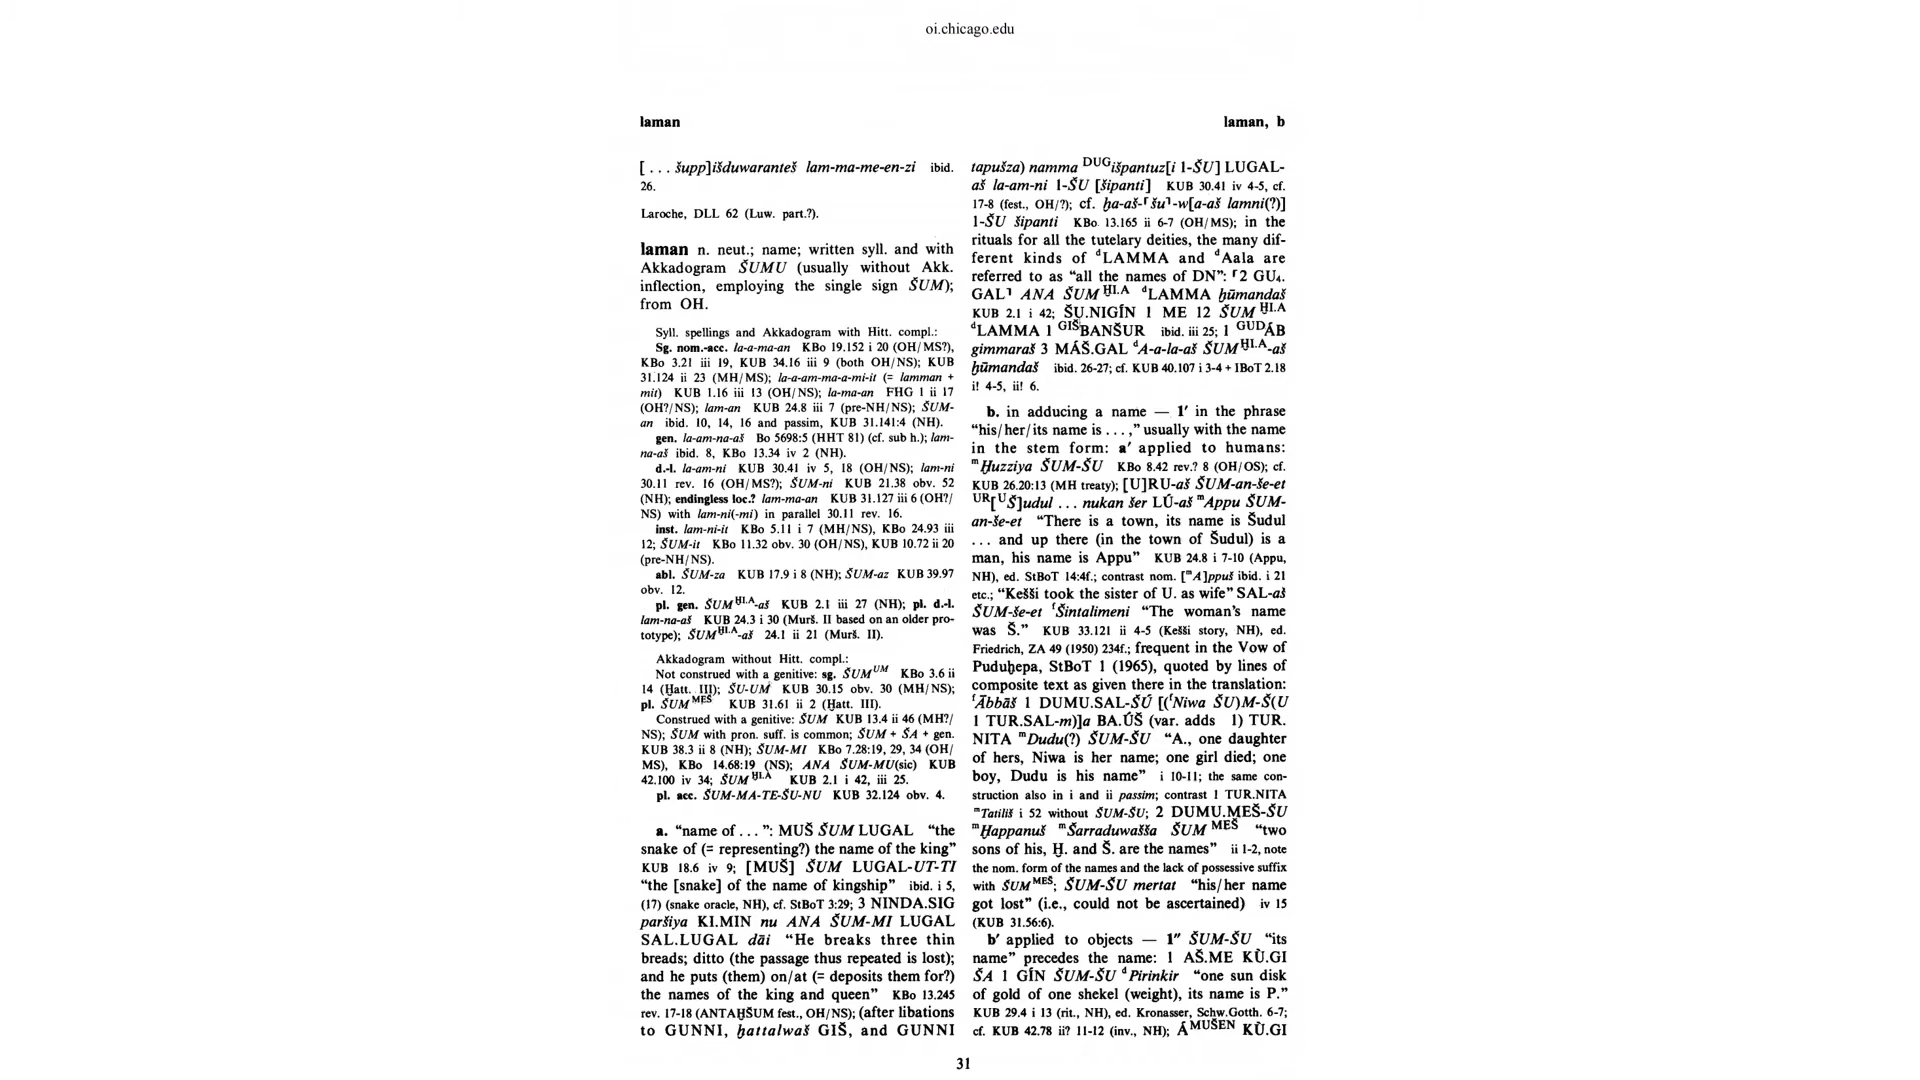 oi.chicago.edu
laman
laman, b
[ . . . šupp]išduwaranteš lam-ma-me-en-zi ibid.
26.
Laroche, DLL 62 (Luw. part.?).
laman n. neut.; name; written syll. and with
Akkadogram ŠUMU (usually without Akk.
inflection, employing the single sign ŠUM);
from OH.
Syll. spellings and Akkadogram with Hitt. compl.:
Sg. nom.-acc. la-a-ma-an KBo 19.152 i 20 (OH/MS?),
KBo 3.21 iii 19, KUB 34.16 iii 9 (both OH/NS); KUB
31.124 ii 23 (MH/MS); la-a-am-ma-a-mi-it (= lamman +
mit) KUB 1.16 iii 13 (OH/NS); la-ma-an FHG 1 ii 17
(OH?/NS); lam-an KUB 24.8 iii 7 (pre-NH/NS); ŠUM-
an ibid. 10, 14, 16 and passim, KUB 31.141:4 (NH).
gen. la-am-na-aš Bo 5698:5 (HHT 81) (cf. sub h.); lam-
na-aš ibid. 8, KBo 13.34 iv 2 (NH).
d.-l. la-am-ni KUB 30.41 iv 5, 18 (OH/NS); lam-ni
30.11 rev. 16 (OH/MS?); ŠUM-ni KUB 21.38 obv. 52
(NH); endingless loc.? lam-ma-an KUB 31.127 iii 6 (OH?/
NS) with lam-ni(-mi) in parallel 30.11 rev. 16.
inst. lam-ni-it KBo 5.11 i 7 (MH/NS), KBo 24.93 iii
12; ŠUM-it KBo 11.32 obv. 30 (OH/NS), KUB 10.72 ii 20
(pre-NH/NS).
abl. ŠUM-za KUB 17.9 i 8 (NH); ŠUM-az KUB 39.97
obv. 12.
pl. gen. ŠUMḪI.A-aš KUB 2.1 iii 27 (NH); pl. d.-l.
lam-na-aš KUB 24.3 i 30 (Murš. II based on an older pro-
totype); ŠUMḪI.A-aš 24.1 ii 21 (Murš. II).
Akkadogram without Hitt. compl.:
Not construed with a genitive: sg. ŠUMUM KBo 3.6 ii
14 (Ḫatt. III); ŠU-UM KUB 30.15 obv. 30 (MH/NS);
pl. ŠUMMEŠ KUB 31.61 ii 2 (Ḫatt. III).
Construed with a genitive: ŠUM KUB 13.4 ii 46 (MH?/
NS); ŠUM with pron. suff. is common; ŠUM + ŠA + gen.
KUB 38.3 ii 8 (NH); ŠUM-MI KBo 7.28:19, 29, 34 (OH/
MS), KBo 14.68:19 (NS); ANA ŠUM-MU(sic) KUB
42.100 iv 34; ŠUMḪI.A KUB 2.1 i 42, iii 25.
pl. acc. ŠUM-MA-TE-ŠU-NU KUB 32.124 obv. 4.
a. “name of . . . ”: MUŠ ŠUM LUGAL “the
snake of (= representing?) the name of the king”
KUB 18.6 iv 9; [MUŠ] ŠUM LUGAL-UT-TI
“the [snake] of the name of kingship” ibid. i 5,
(17) (snake oracle, NH), cf. StBoT 3:29; 3 NINDA.SIG
paršiya KI.MIN nu ANA ŠUM-MI LUGAL
SAL.LUGAL dāi “He breaks three thin
breads; ditto (the passage thus repeated is lost);
and he puts (them) on/at (= deposits them for?)
the names of the king and queen” KBo 13.245
rev. 17-18 (ANTAḪŠUM fest., OH/NS); (after libations
to GUNNI, ḫattalwaš GIŠ, and GUNNI
tapušza) namma DUGišpantuz[i 1-ŠU] LUGAL-
aš la-am-ni 1-ŠU [šipanti] KUB 30.41 iv 4-5, cf.
17-8 (fest., OH/?); cf. ḫa-aš-⸢šu⸣-w[a-aš lamni(?)]
1-ŠU šipanti KBo 13.165 ii 6-7 (OH/MS); in the
rituals for all the tutelary deities, the many dif-
ferent kinds of dLAMMA and dAala are
referred to as “all the names of DN”: ⸢2 GU₄.
GAL⸣ ANA ŠUMḪI.A dLAMMA ḫūmandaš
KUB 2.1 i 42; ŠU.NIGÍN 1 ME 12 ŠUMḪI.A
dLAMMA 1 GIŠBANŠUR ibid. iii 25; 1 GUDÁB
gimmaraš 3 MÁŠ.GAL dA-a-la-aš ŠUMḪI.A-aš
ḫūmandaš ibid. 26-27; cf. KUB 40.107 i 3-4 + IBoT 2.18
i! 4-5, ii! 6.
b. in adducing a name — 1′ in the phrase
“his/her/its name is . . . ,” usually with the name
in the stem form: a′ applied to humans:
mḪuzziya ŠUM-ŠU KBo 8.42 rev.? 8 (OH/OS); cf.
KUB 26.20:13 (MH treaty); [U]RU-aš ŠUM-an-še-et
UR[UŠ]udul . . . nukan šer LÚ-aš mAppu ŠUM-
an-še-et “There is a town, its name is Šudul
. . . and up there (in the town of Šudul) is a
man, his name is Appu” KUB 24.8 i 7-10 (Appu,
NH), ed. StBoT 14:4f.; contrast nom. [mA]ppuš ibid. i 21
etc.; “Kešši took the sister of U. as wife” SAL-aš
ŠUM-še-et fŠintalimeni “The woman’s name
was Š.” KUB 33.121 ii 4-5 (Kešši story, NH), ed.
Friedrich, ZA 49 (1950) 234f.; frequent in the Vow of
Puduḫepa, StBoT 1 (1965), quoted by lines of
composite text as given there in the translation:
fĀbbāš 1 DUMU.SAL-ŠÚ [(fNiwa ŠU)M-Š(U
1 TUR.SAL-m)]a BA.ÚŠ (var. adds 1) TUR.
NITA mDudu(?) ŠUM-ŠU “A., one daughter
of hers, Niwa is her name; one girl died; one
boy, Dudu is his name” i 10-11; the same con-
struction also in i and ii passim; contrast 1 TUR.NITA
mTatiliš i 52 without ŠUM-ŠU; 2 DUMU.MEŠ-ŠU
mḪappanuš mŠarraduwašša ŠUM MEŠ “two
sons of his, Ḫ. and Š. are the names” ii 1-2, note
the nom. form of the names and the lack of possessive suffix
with ŠUMMEŠ; ŠUM-ŠU mertat “his/her name
got lost” (i.e., could not be ascertained) iv 15
(KUB 31.56:6).
b′ applied to objects — 1″ ŠUM-ŠU “its
name” precedes the name: 1 AŠ.ME KÙ.GI
ŠA 1 GÍN ŠUM-ŠU dPirinkir “one sun disk
of gold of one shekel (weight), its name is P.”
KUB 29.4 i 13 (rit., NH), ed. Kronasser, Schw.Gotth. 6-7;
cf. KUB 42.78 ii? 11-12 (inv., NH); ÁMUŠEN KÙ.GI
31